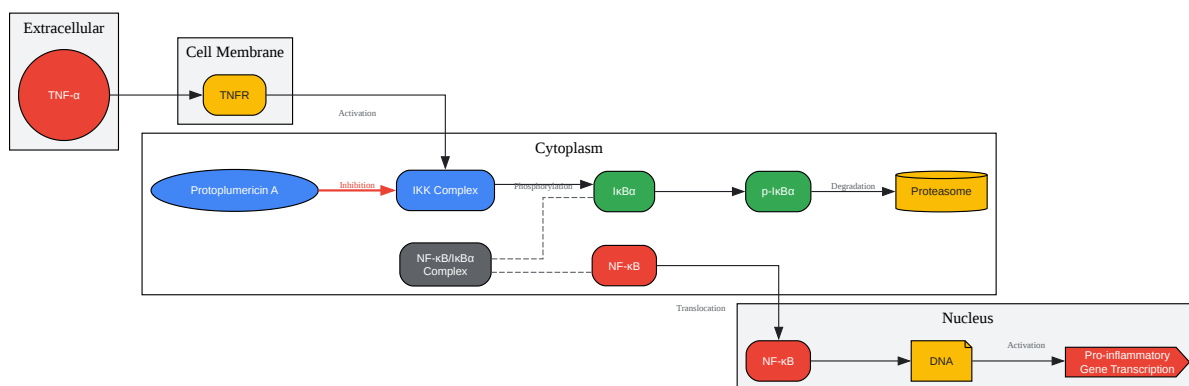 Extracellular
TNF-α
Cell Membrane
TNFR
Activation
Cytoplasm
Protoplumericin A
Inhibition
IKK Complex
Phosphorylation
IκBα
p-IκBα
Degradation
Proteasome
NF-κB/IκBα
Complex
NF-κB
Translocation
Nucleus
NF-κB
DNA
Activation
Pro-inflammatory
Gene Transcription